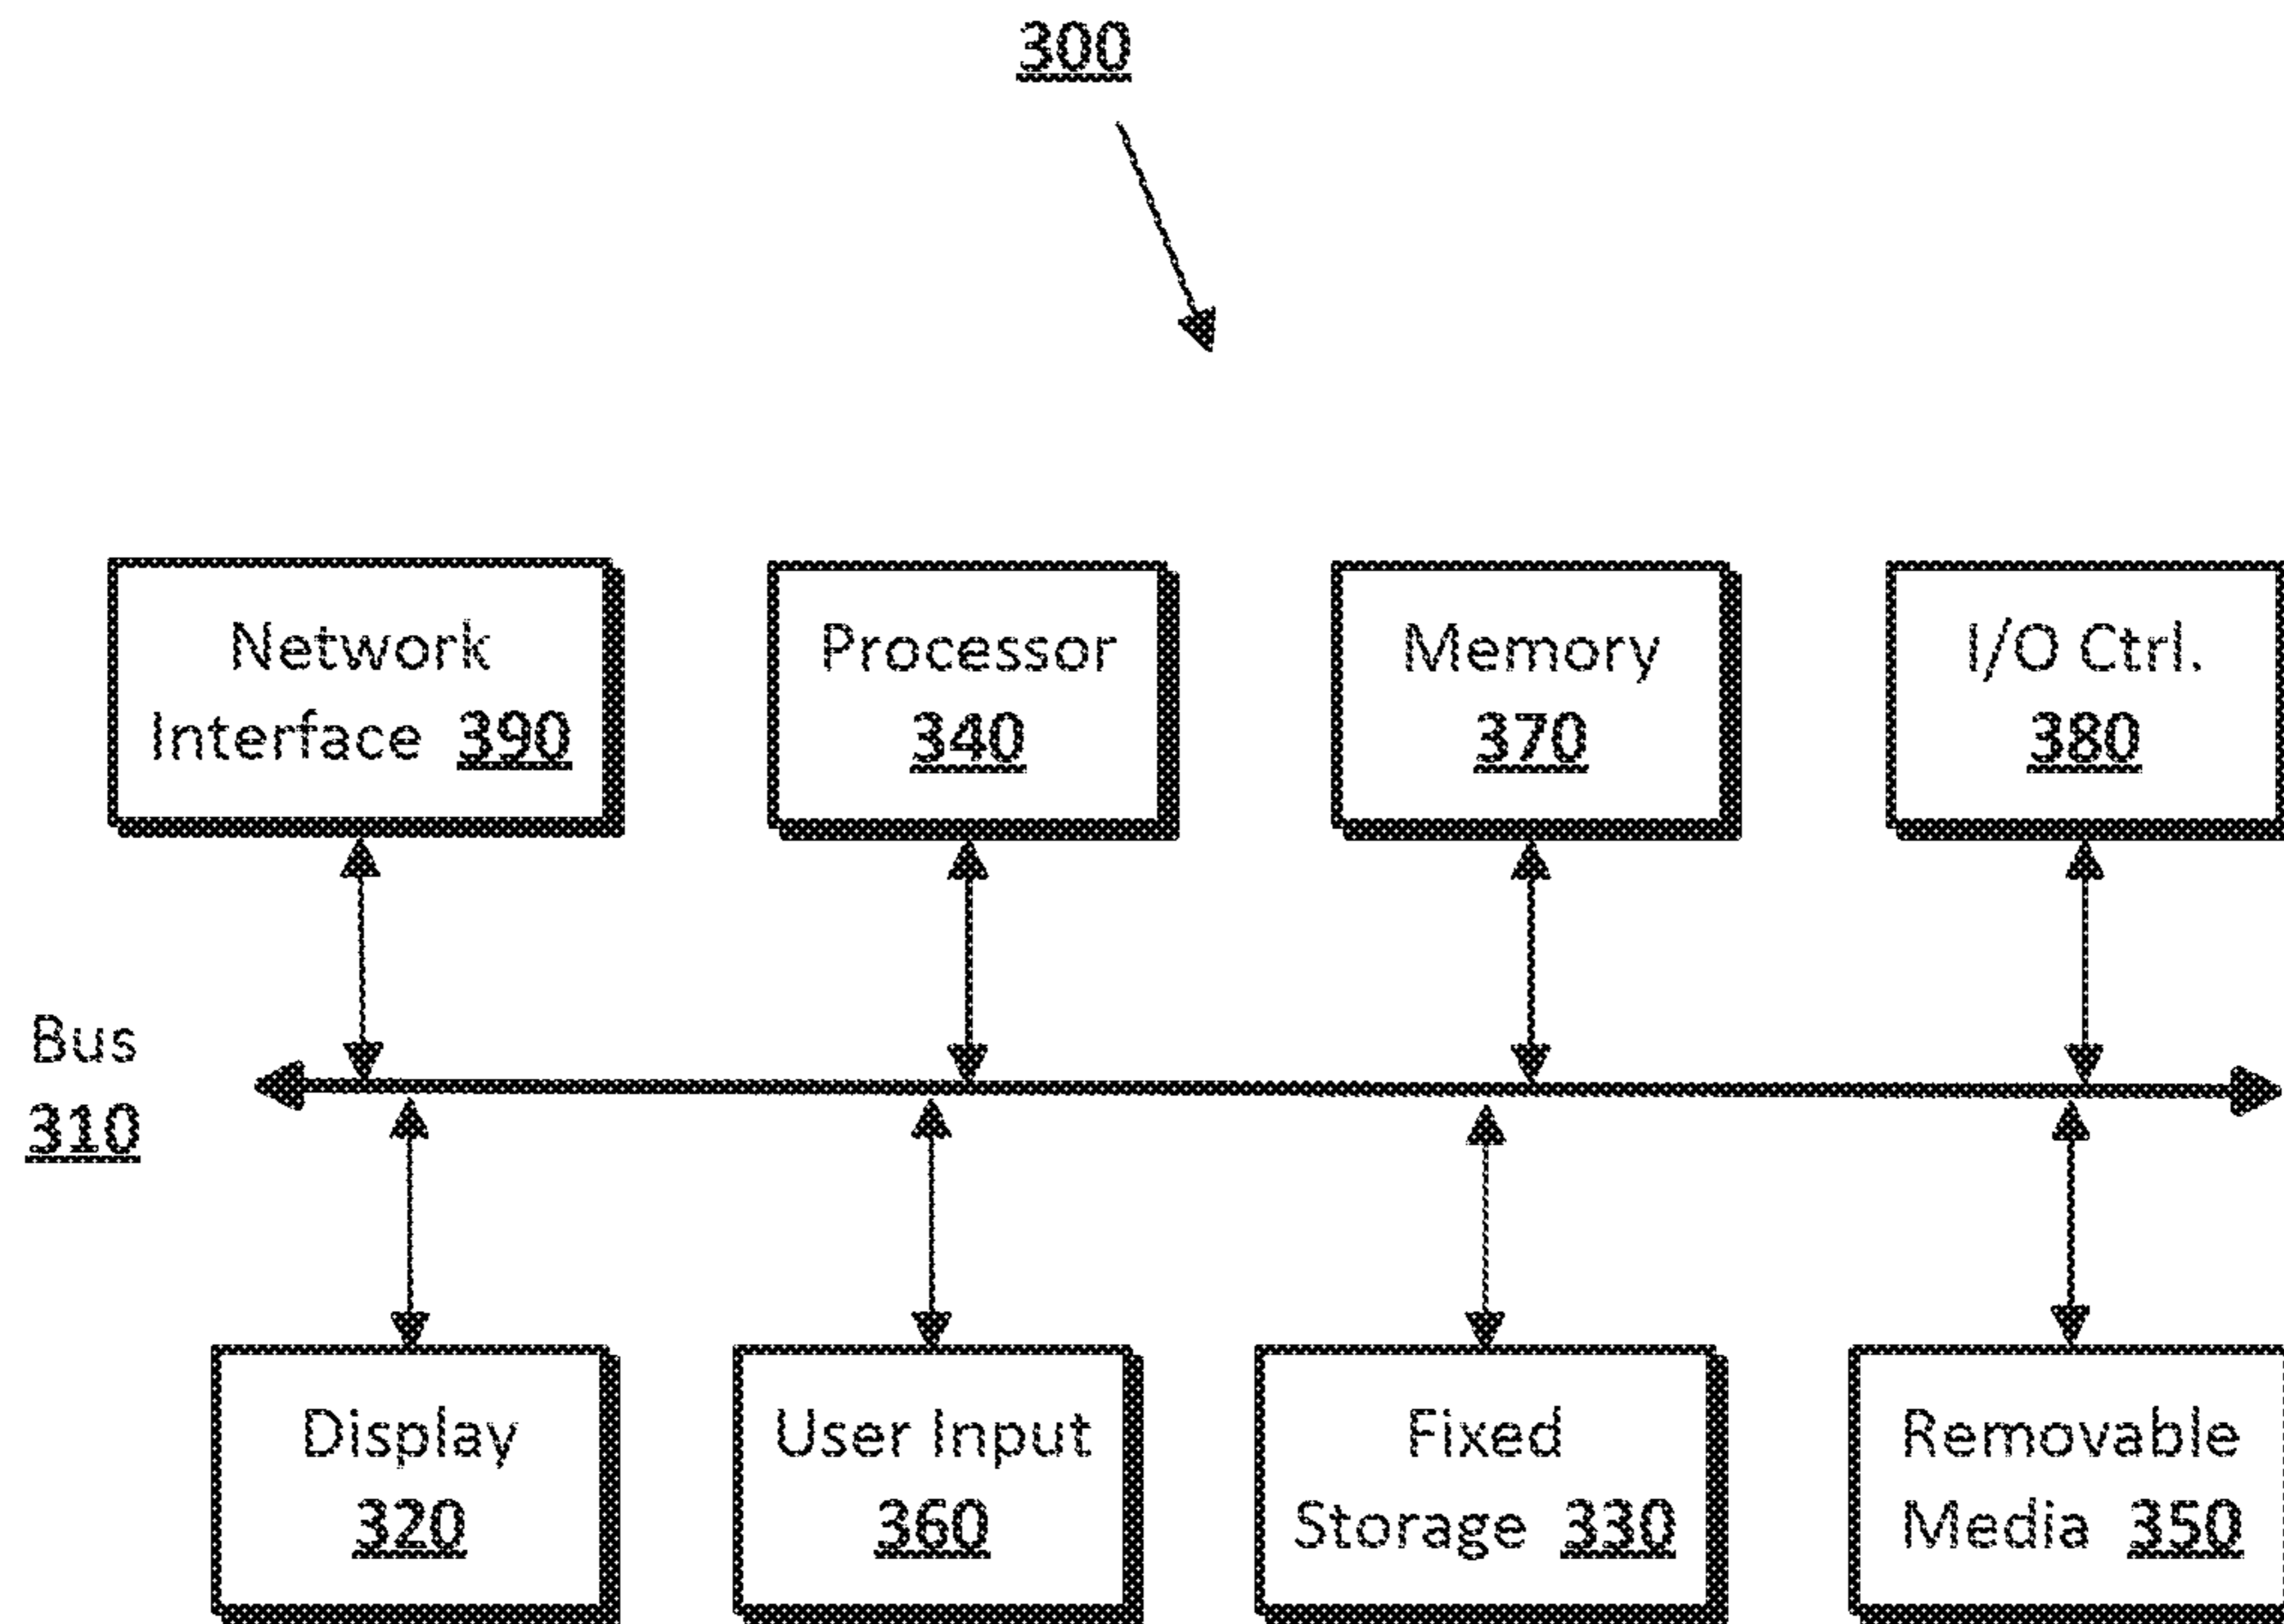 300
Network
Interface 390
Processor
340
Memory
370
I/O Ctrl.
380
Bus
310
Display
320
User Input
360
Fixed
Storage 330
Removable
Media 350